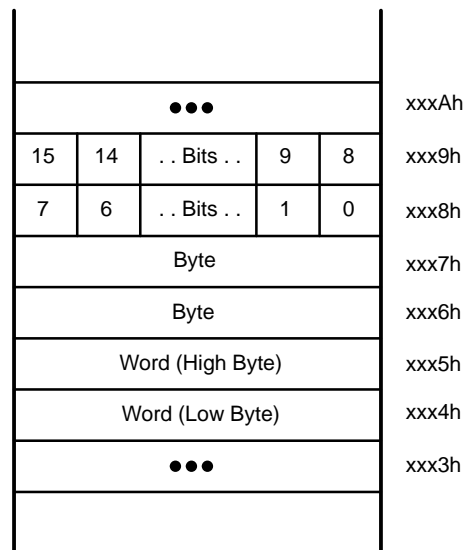 ●●● xxxAh
15 14 . . Bits . . 9 8 xxx9h
7 6 . . Bits . . 1 0 xxx8h
Byte xxx7h
Byte xxx6h
Word (High Byte) xxx5h
Word (Low Byte) xxx4h
●●● xxx3h